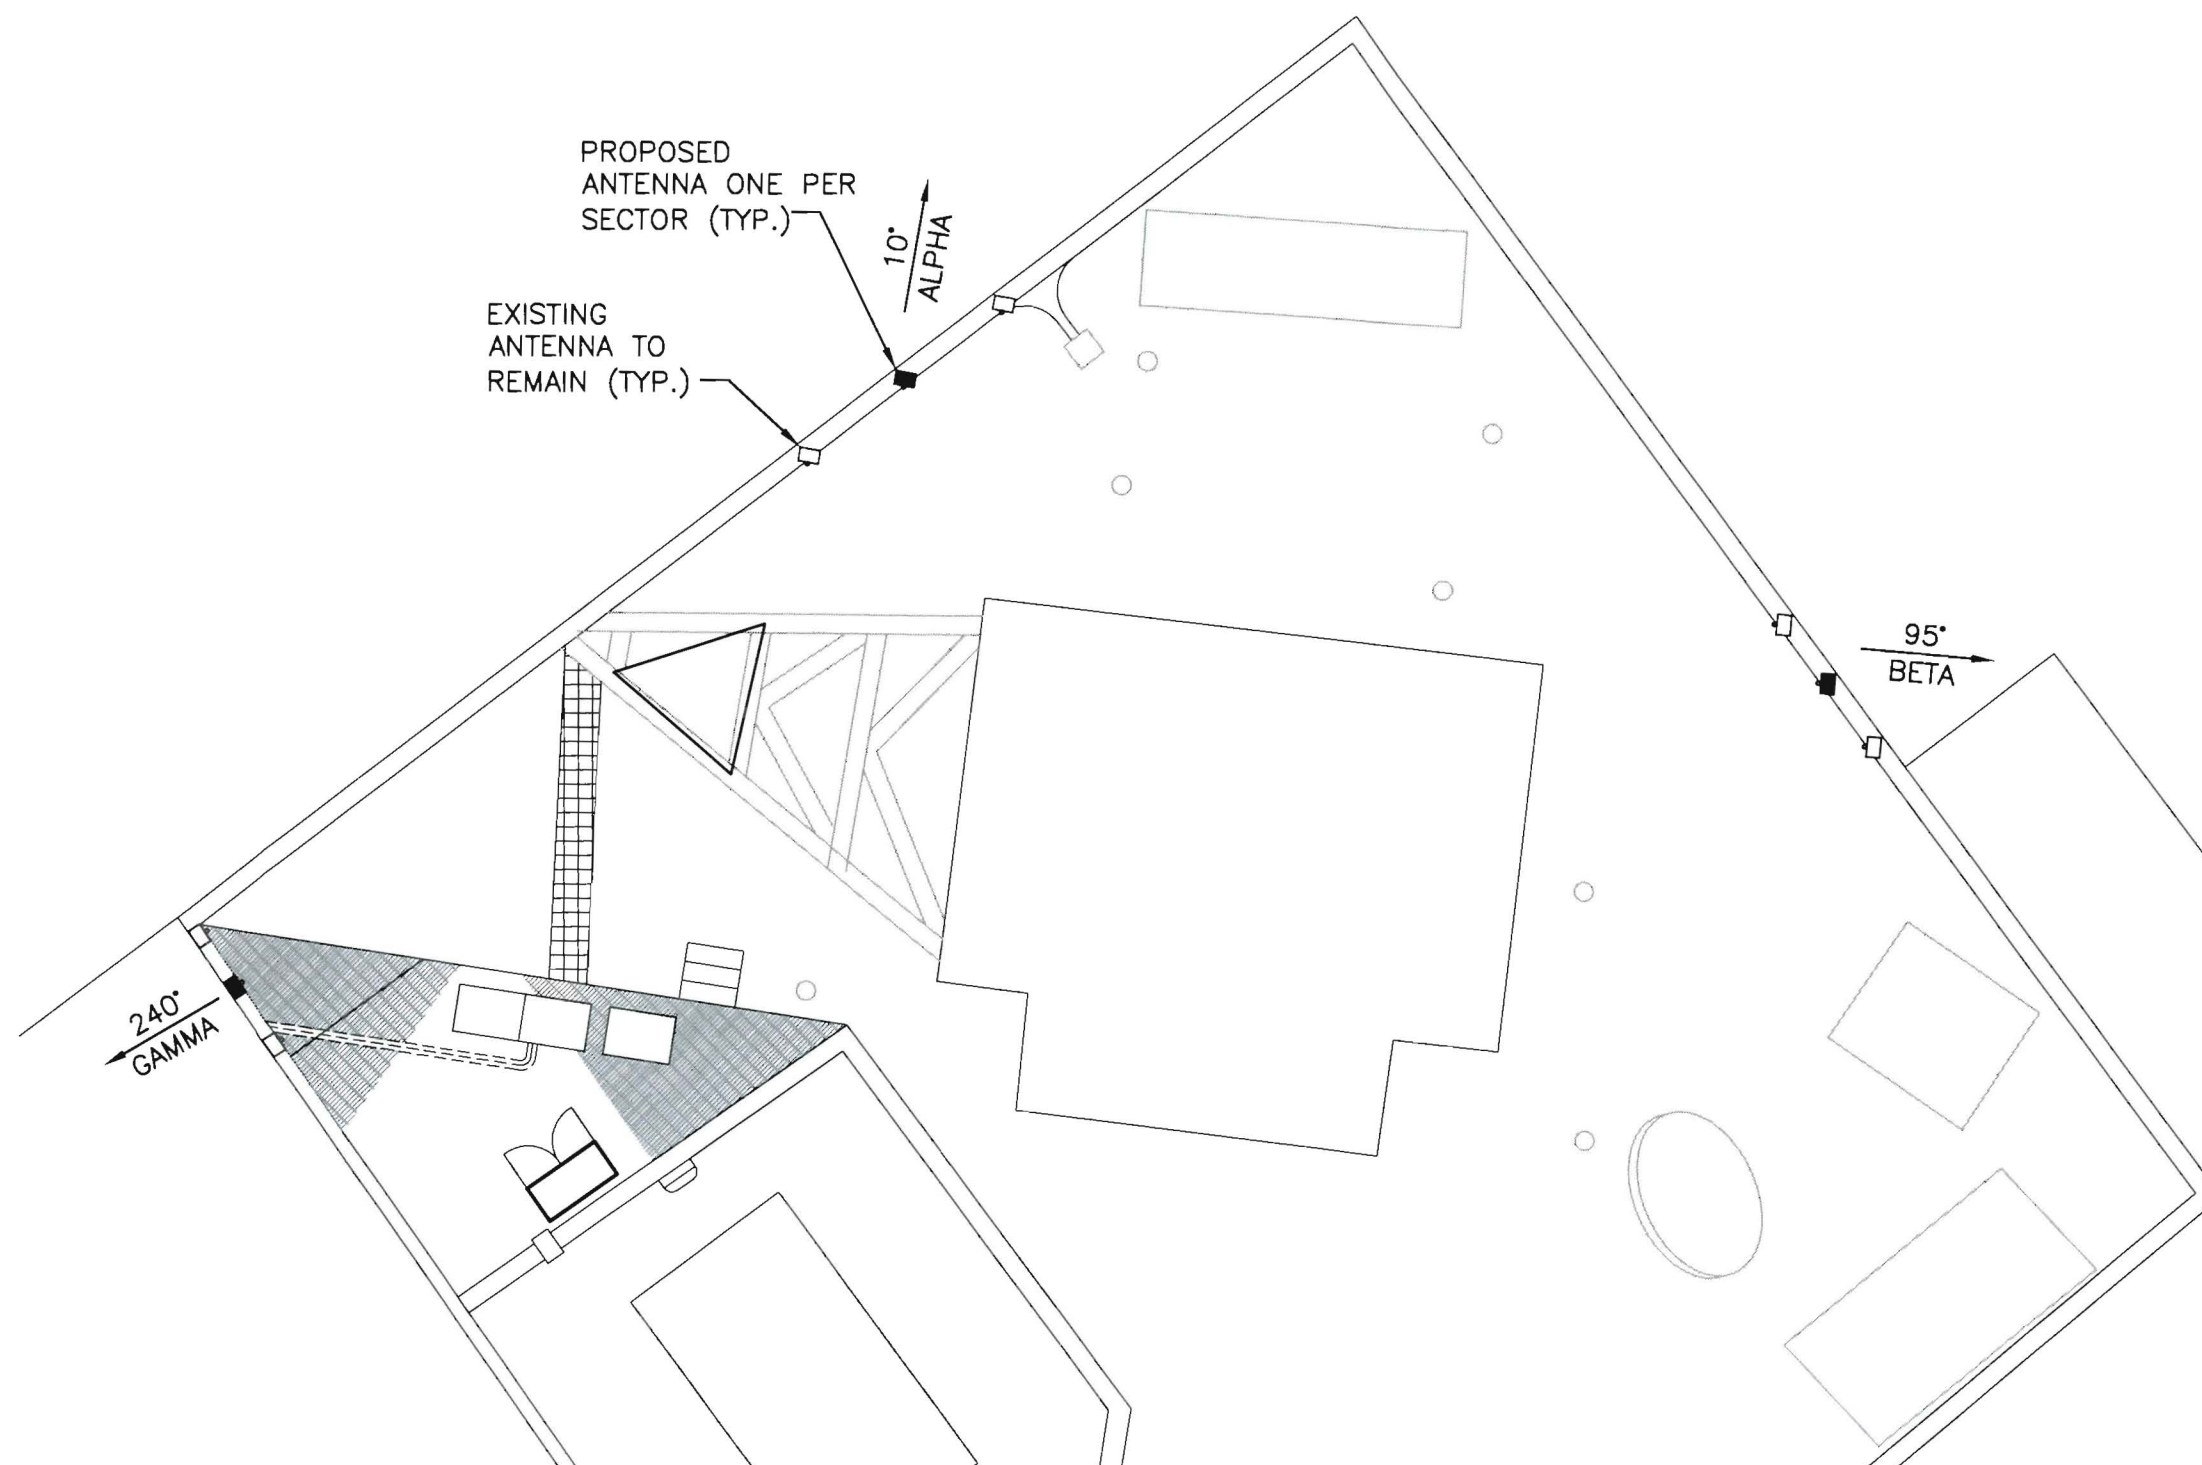 PROPOSED
ANTENNA ONE PER
SECTOR (TYP.)
10°
ALPHA
EXISTING
ANTENNA TO
REMAIN (TYP.)
95°
BETA
240°
GAMMA